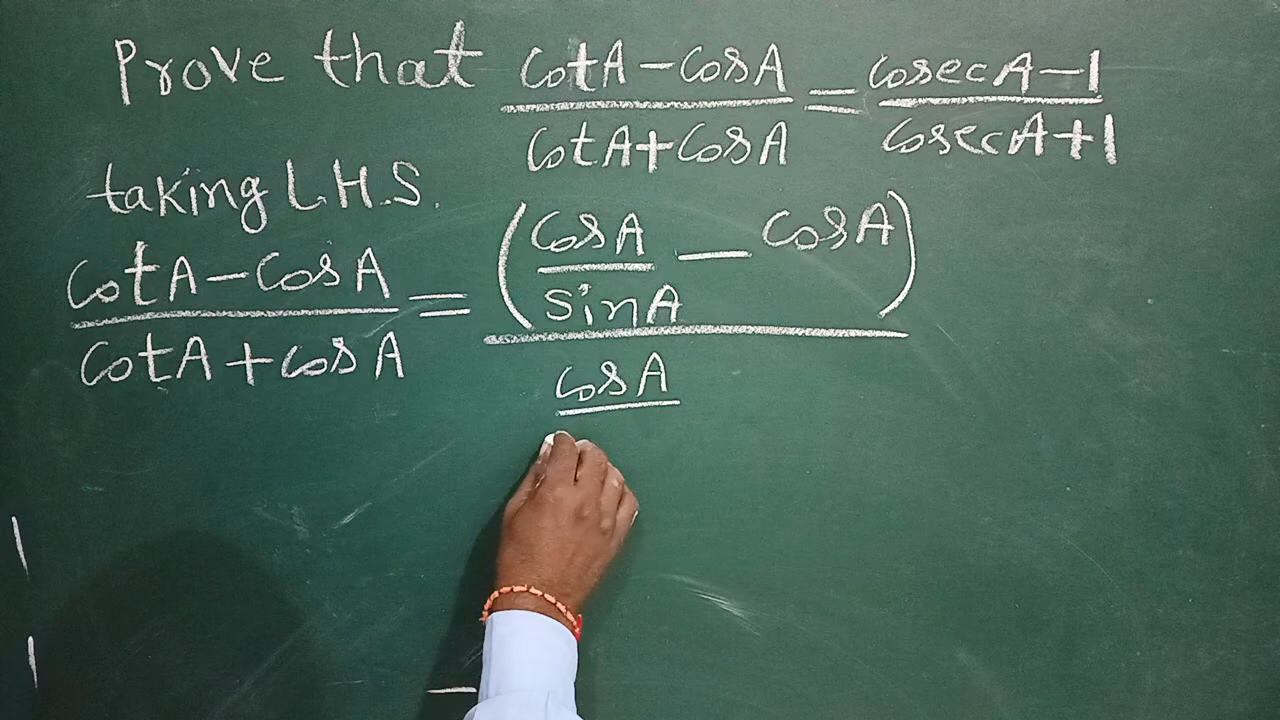 Prove that cotA - cosA / cotA + cosA = cosecA - 1 / cosecA + 1
taking L.H.S.
cotA - cosA / cotA + cosA = (cosA / sinA - cosA) / cosA